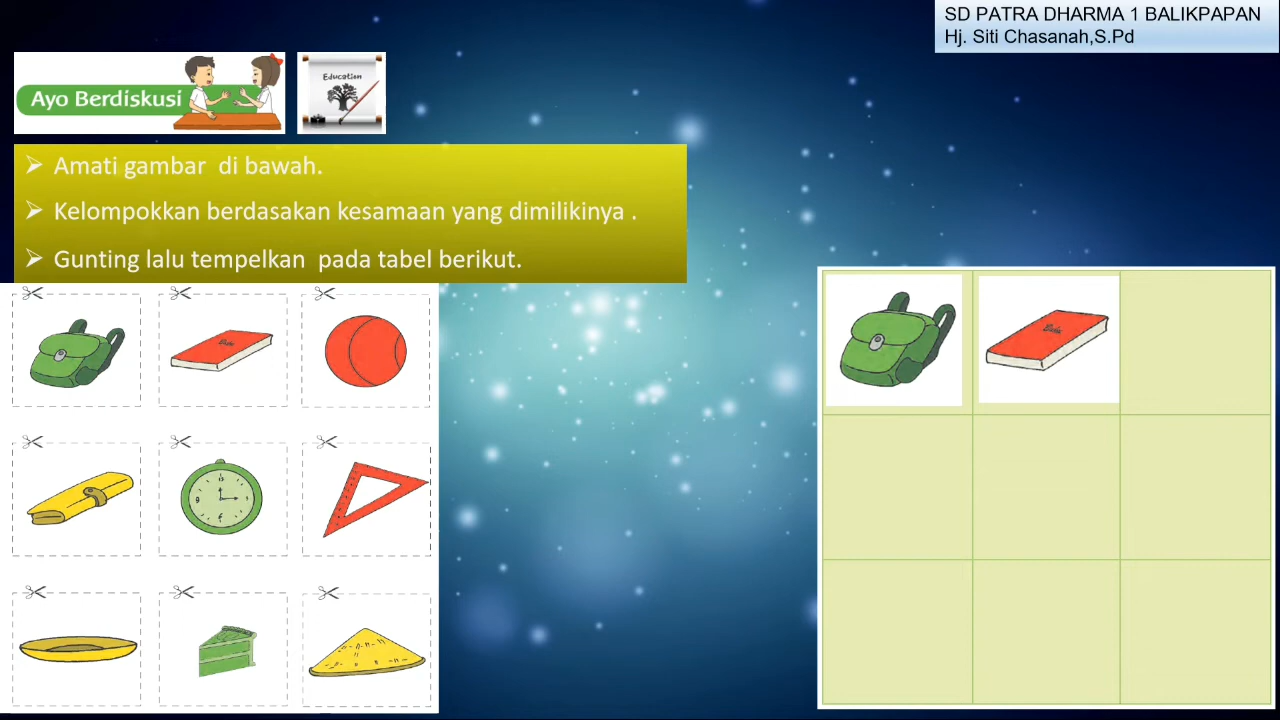 SD PATRA DHARMA 1 BALIKPAPAN
Hj. Siti Chasanah,S.Pd
Ayo Berdiskusi
Education
Amati gambar di bawah.
Kelompokkan berdasakan kesamaan yang dimilikinya .
Gunting lalu tempelkan pada tabel berikut.